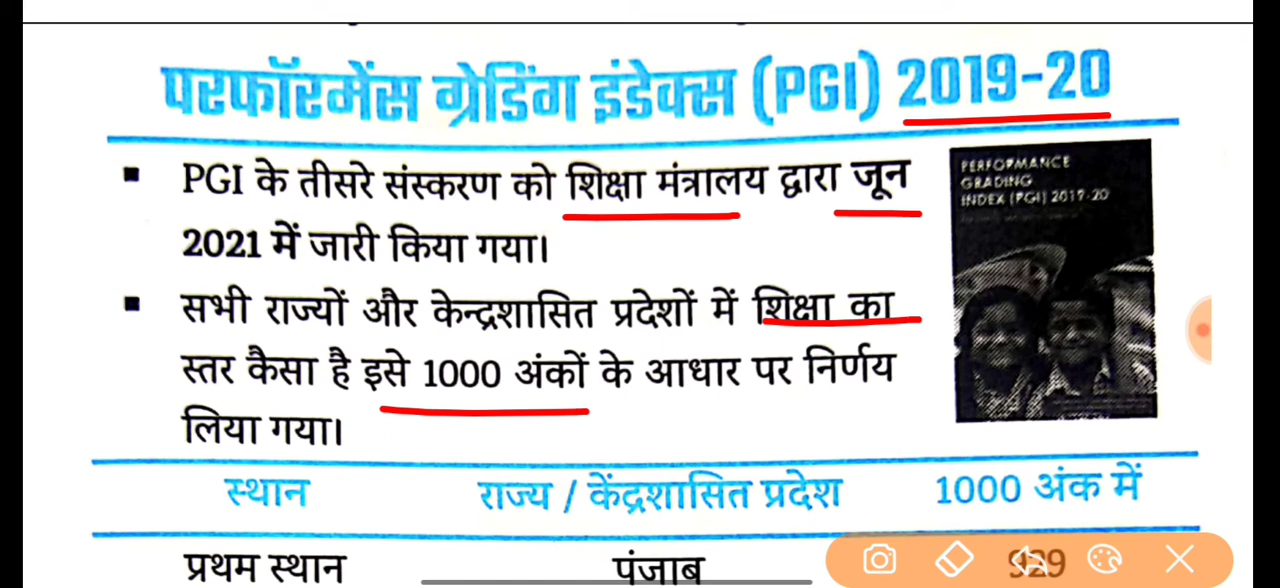 परफॉरमेंस ग्रेडिंग इंडेक्स (PGI) 2019-20
▪ PGI के तीसरे संस्करण को शिक्षा मंत्रालय द्वारा जून
2021 में जारी किया गया।
▪ सभी राज्यों और केन्द्रशासित प्रदेशों में शिक्षा का
स्तर कैसा है इसे 1000 अंकों के आधार पर निर्णय
लिया गया।
PERFORMANCE
GRADING
INDEX (PGI) 2019-20
स्थान राज्य / केंद्रशासित प्रदेश 1000 अंक में
प्रथम स्थान पंजाब 929